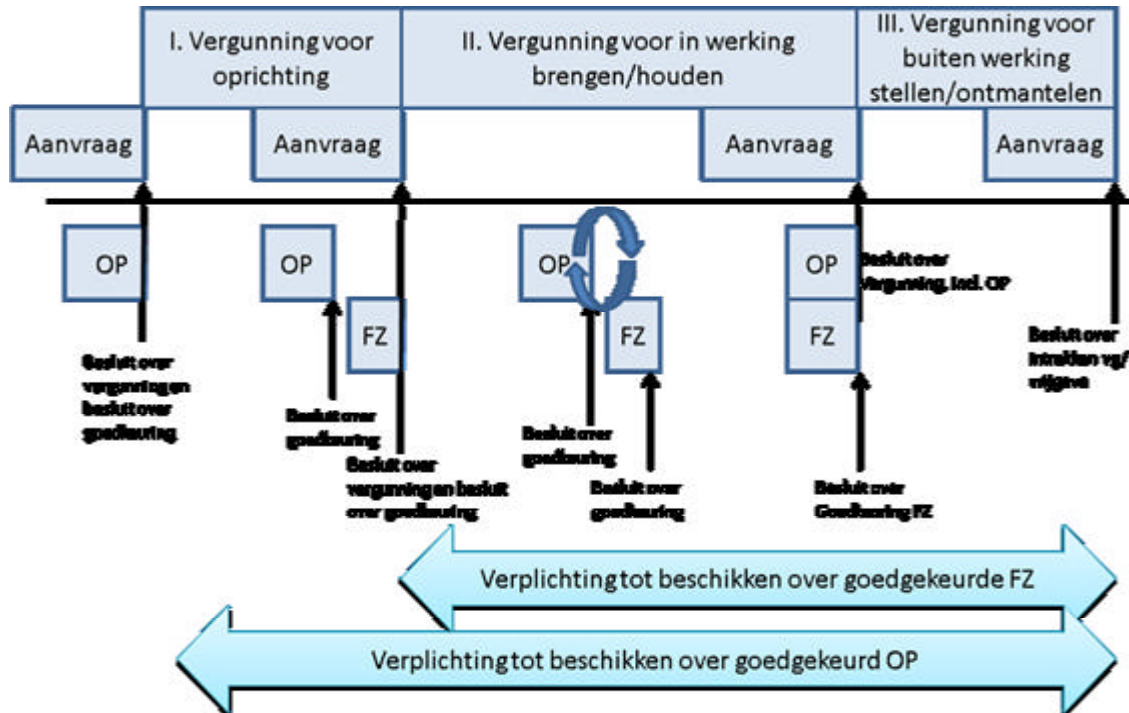 I. Vergunning voor
oprichting
II. Vergunning voor in werking
brengen/houden
III. Vergunning voor
buiten werking
stellen/ontmantelen
Aanvraag
Aanvraag
Aanvraag
Aanvraag
OP
OP
OP
OP
FZ
FZ
FZ
Besluit over
vergunning en
besluit over
goedkeuring
Besluit over
goedkeuring
Besluit over
vergunning en besluit
over goedkeuring
Besluit over
goedkeuring
Besluit over
goedkeuring
Besluit over
Vergunning, incl. OP
Besluit over
Goedkeuring FZ
Besluit over
Intrekken vg/
vrijgave
Verplichting tot beschikken over goedgekeurde FZ
Verplichting tot beschikken over goedgekeurd OP